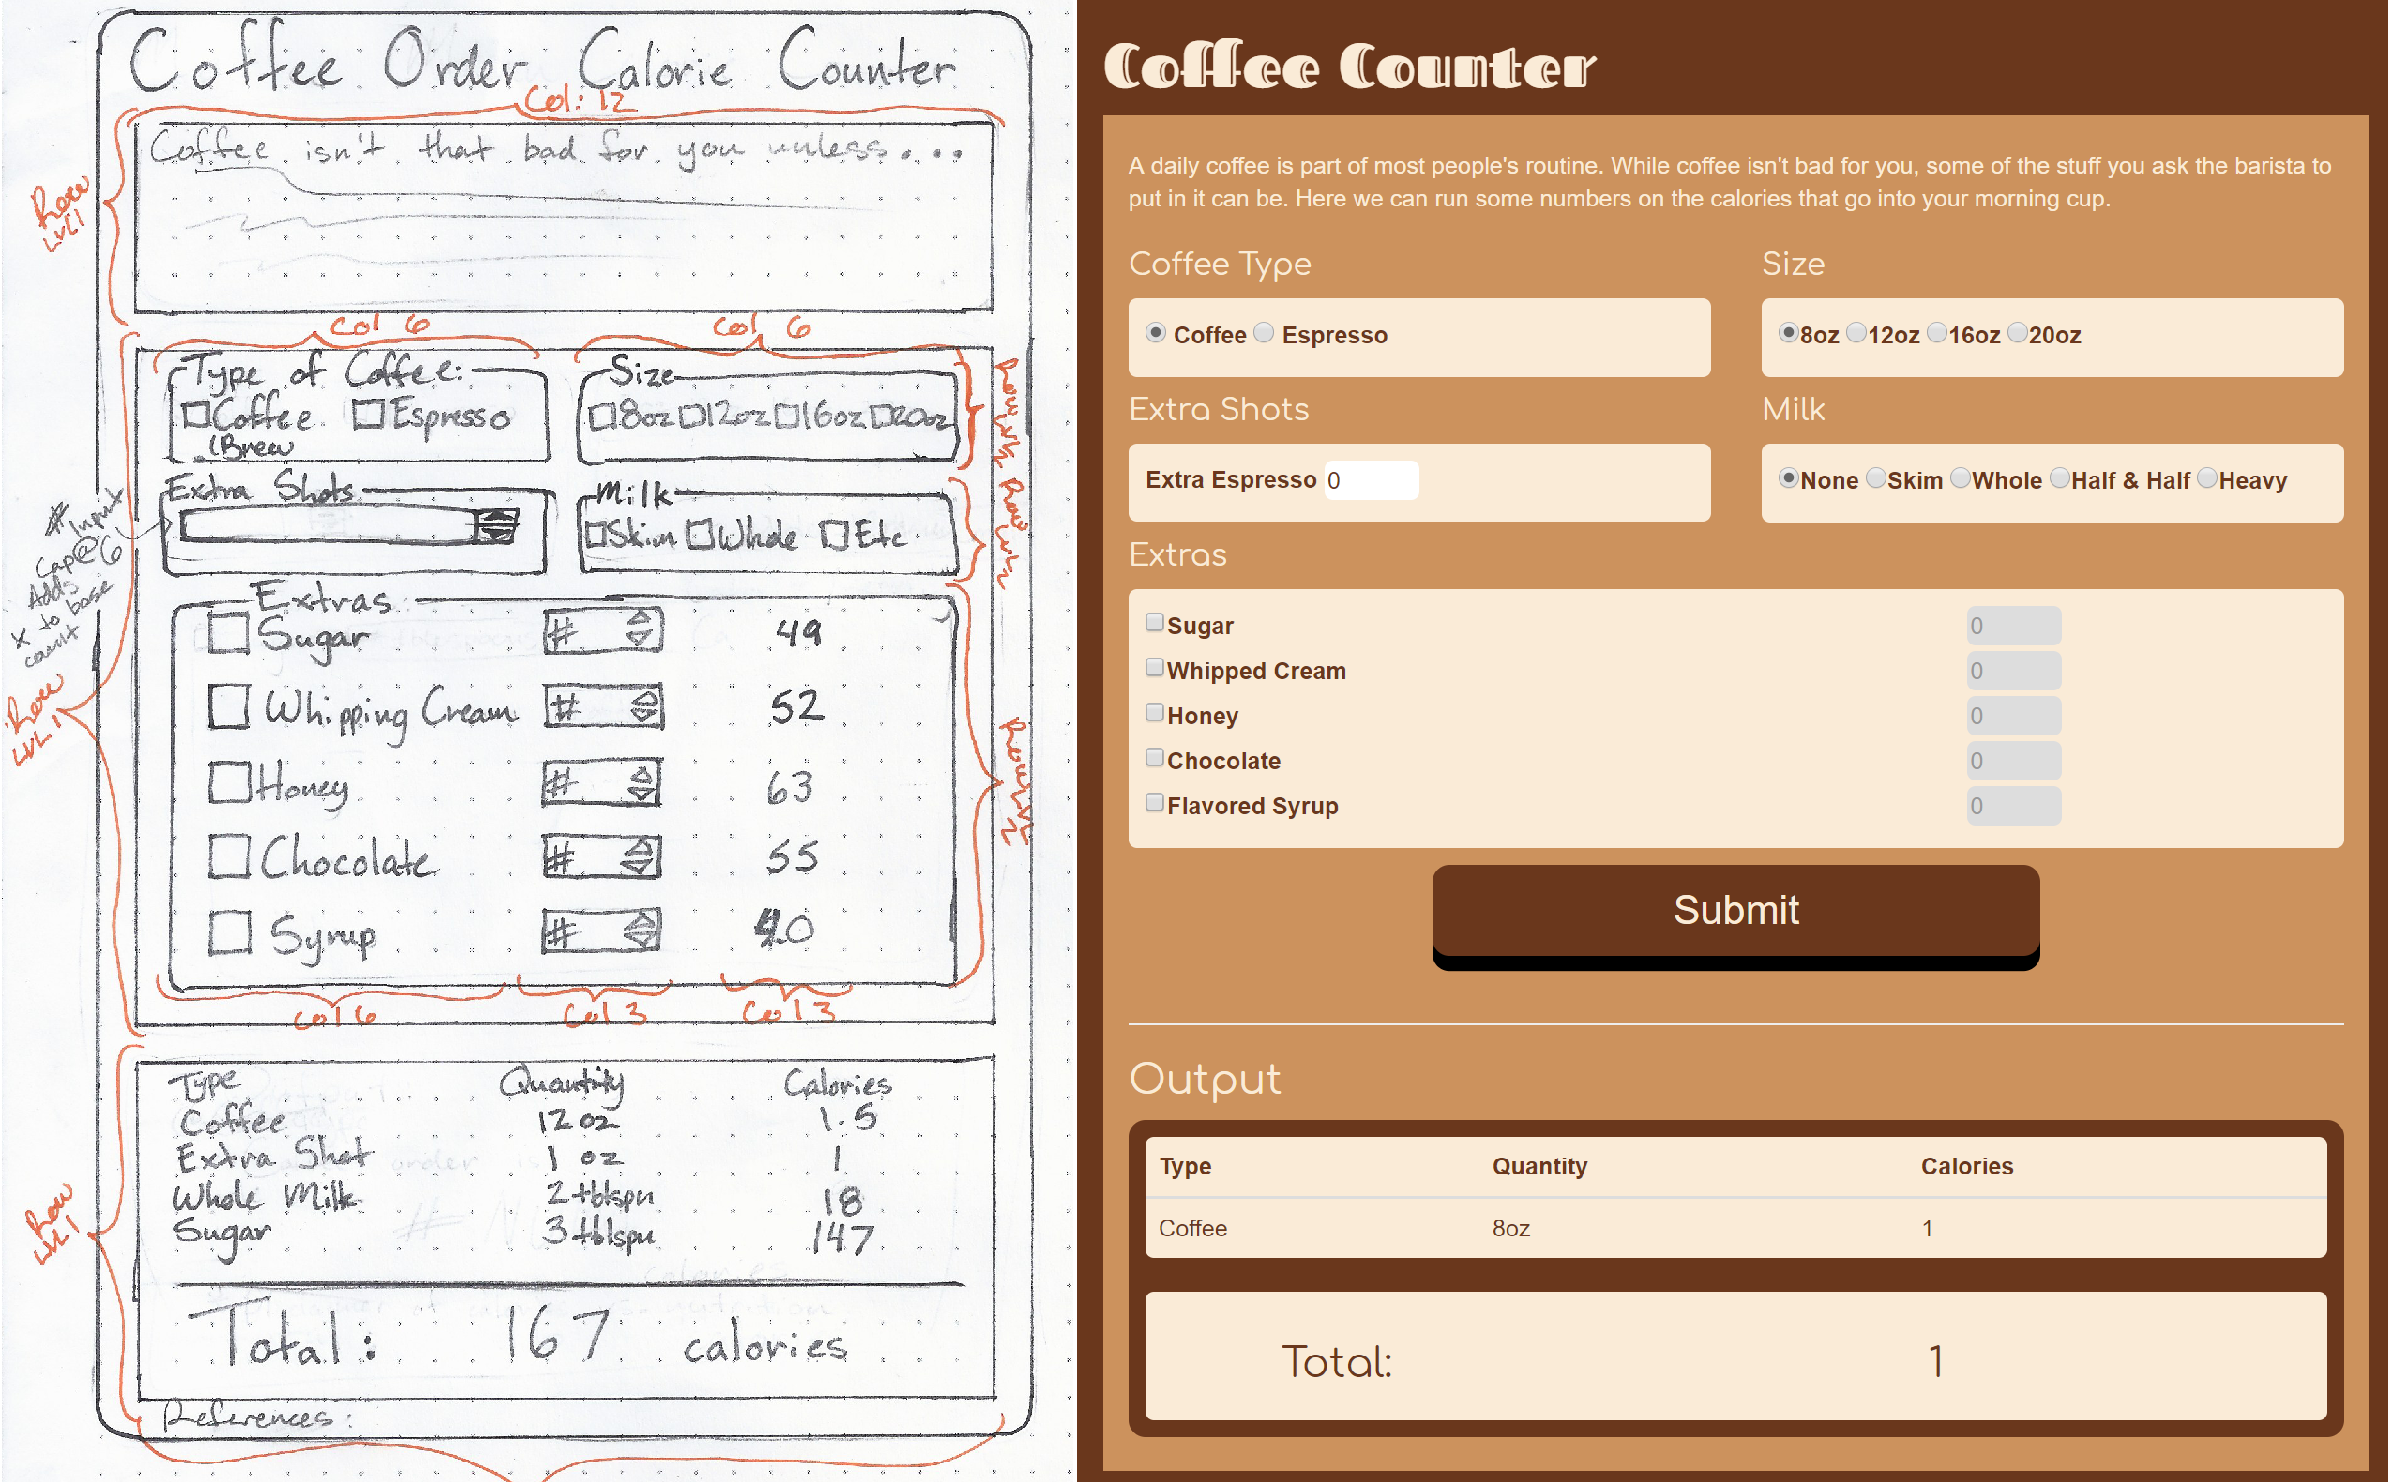 Coffee Order Calorie Counter
Col: 12
Coffee isn't that bad for you unless...
Row
LVL1
Col 6
Col 6
Type of Coffee:
Coffee
Espresso
(Brew
Size
8oz 12oz 16oz 20oz
Row LVL 2
Extra Shots
# Input
Cap@6
Adds
x to base
count
Milk
Skim Whole Etc
Row LVL 2
Extras
Sugar # 49
Whipping Cream # 52
Honey # 63
Chocolate # 55
Syrup # 40
Row
LVL 1
Row LVL
2
Col 6
Col 3
Col 3
Type Quantity Calories
Coffee 12 oz 1.5
Extra Shot 1 oz 1
Whole Milk 2 tblspn 18
Sugar 3 tblspn 147
Row
LVL1
Total: 167 calories
References:
Coffee Counter
A daily coffee is part of most people's routine. While coffee isn't bad for you, some of the stuff you ask the barista to
put in it can be. Here we can run some numbers on the calories that go into your morning cup.
Coffee Type
Coffee Espresso
Size
8oz 12oz 16oz 20oz
Extra Shots
Extra Espresso 0
Milk
None Skim Whole Half & Half Heavy
Extras
Sugar 0
Whipped Cream 0
Honey 0
Chocolate 0
Flavored Syrup 0
Submit
Output
Type Quantity Calories
Coffee 8oz 1
Total: 1